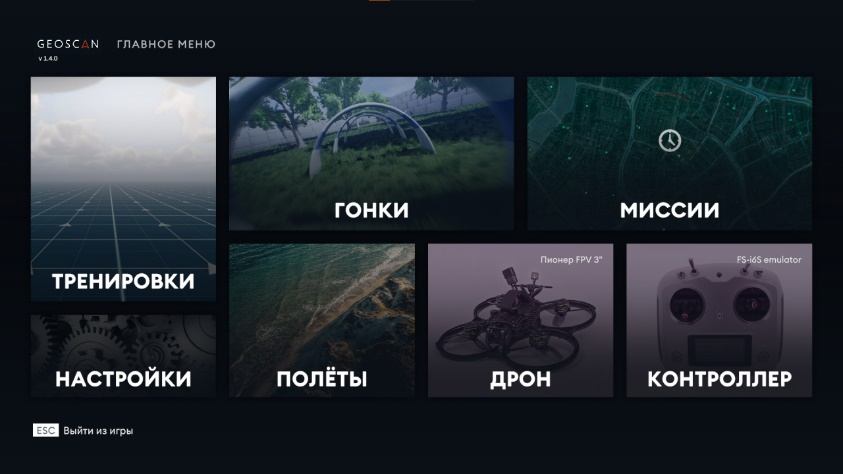 GEOSCAN ГЛАВНОЕ МЕНЮ
v 1.4.0
ТРЕНИРОВКИ
ГОНКИ
МИССИИ
НАСТРОЙКИ
ПОЛЁТЫ
Пионер FPV 3"
ДРОН
FS-i6S emulator
КОНТРОЛЛЕР
ESC Выйти из игры